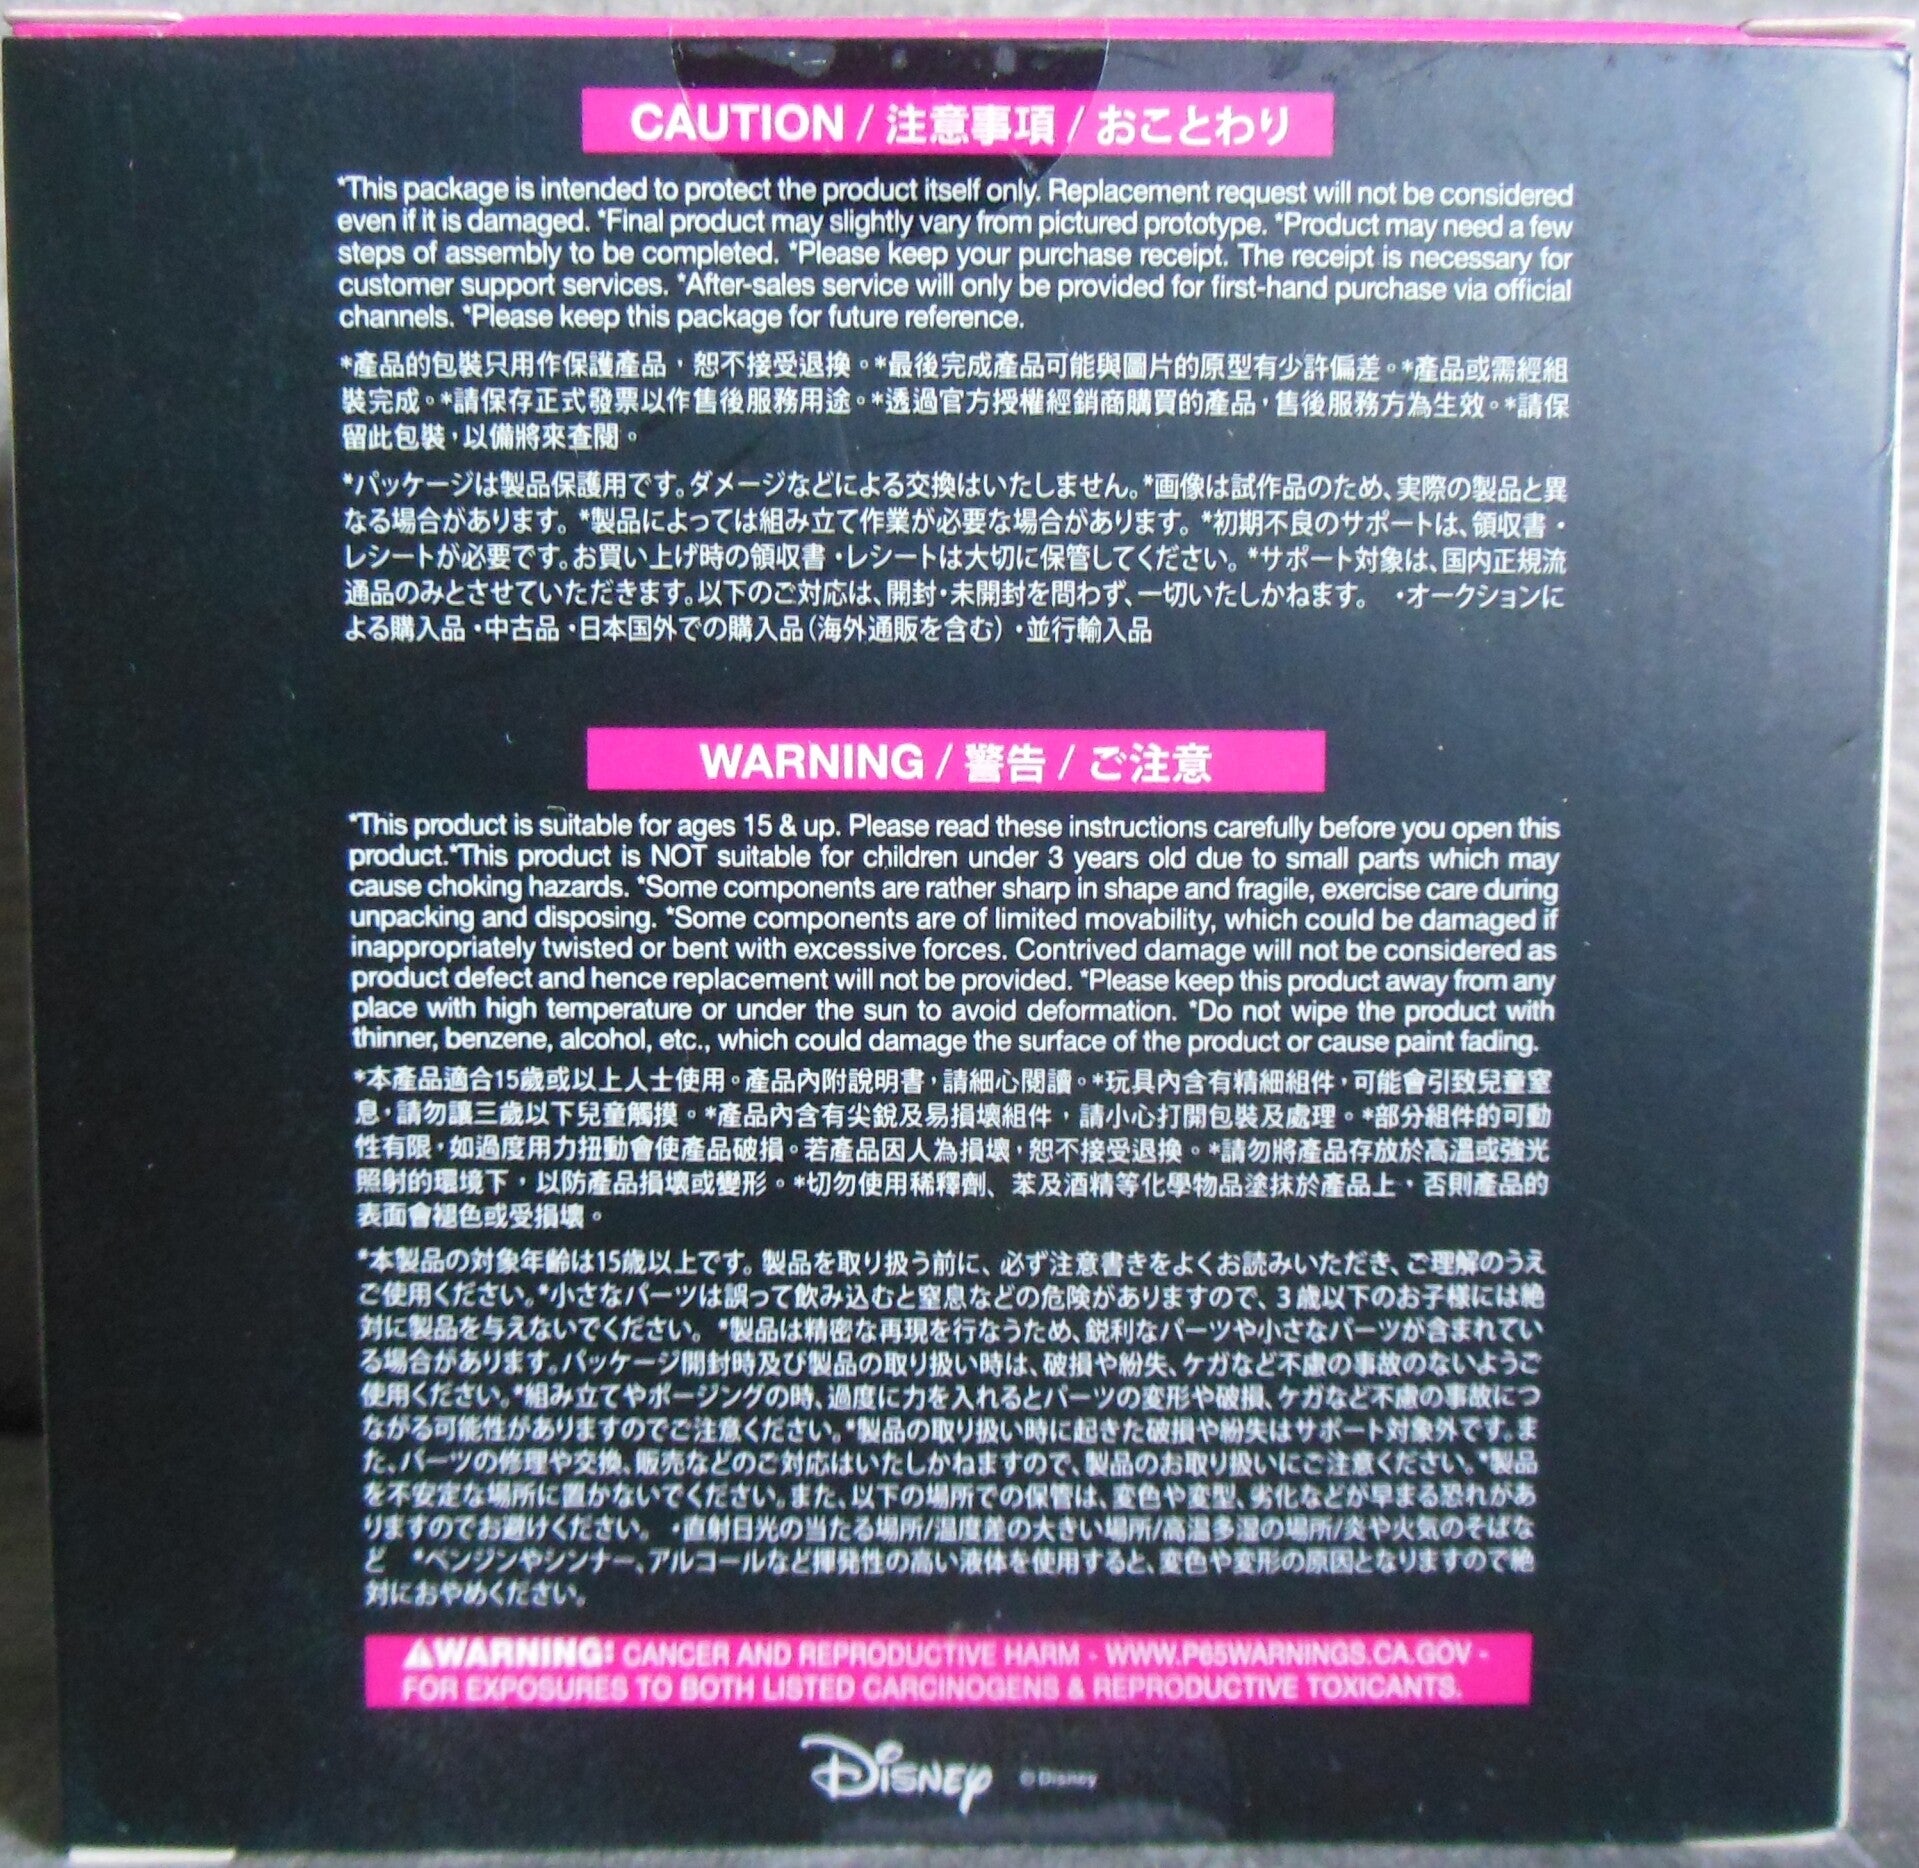 CAUTION / 注意事項 / おことわり
*This package is intended to protect the product itself only. Replacement request will not be considered
even if it is damaged. *Final product may slightly vary from pictured prototype. *Product may need a few
steps of assembly to be completed. *Please keep your purchase receipt. The receipt is necessary for
customer support services. *After-sales service will only be provided for first-hand purchase via official
channels. *Please keep this package for future reference.
*產品的包裝只用作保護產品，恕不接受退換。*最後完成產品可能與圖片的原型有少許偏差。*產品或需經組
裝完成。*請保存正式發票以作售後服務用途。*透過官方授權經銷商購買的產品，售後服務方為生效。*請保
留此包裝，以備將來查閱。
*パッケージは製品保護用です。ダメージなどによる交換はいたしません。*画像は試作品のため、実際の製品と異
なる場合があります。*製品によっては組み立て作業が必要な場合があります。*初期不良のサポートは、領収書・
レシートが必要です。お買い上げ時の領収書・レシートは大切に保管してください。*サポート対象は、国内正規流
通品のみとさせていただきます。以下のご対応は、開封・未開封を問わず、一切いたしかねます。 ・オークションに
よる購入品 ・中古品 ・日本国外での購入品（海外通販を含む）・並行輸入品
WARNING / 警告 / ご注意
*This product is suitable for ages 15 & up. Please read these instructions carefully before you open this
product.*This product is NOT suitable for children under 3 years old due to small parts which may
cause choking hazards. *Some components are rather sharp in shape and fragile, exercise care during
unpacking and disposing. *Some components are of limited movability, which could be damaged if
inappropriately twisted or bent with excessive forces. Contrived damage will not be considered as
product defect and hence replacement will not be provided. *Please keep this product away from any
place with high temperature or under the sun to avoid deformation. *Do not wipe the product with
thinner, benzene, alcohol, etc., which could damage the surface of the product or cause paint fading.
*本產品適合15歲或以上人士使用。產品內附說明書，請細心閱讀。*玩具內含有精細組件，可能會引致兒童窒
息，請勿讓三歲以下兒童觸摸。*產品內含有尖銳及易損壞組件，請小心打開包裝及處理。*部分組件的可動
性有限，如過度用力扭動會使產品破損。若產品因人為損壞，恕不接受退換。*請勿將產品存放於高溫或強光
照射的環境下，以防產品損壞或變形。*切勿使用稀釋劑、苯及酒精等化學物品塗抹於產品上，否則產品的
表面會褪色或受損壞。
*本製品の対象年齢は15歳以上です。製品を取り扱う前に、必ず注意書きをよくお読みいただき、ご理解のうえ
ご使用ください。*小さなパーツは誤って飲み込むと窒息などの危険がありますので、3歳以下のお子様には絶
対に製品を与えないでください。*製品は精密な再現を行なうため、鋭利なパーツや小さなパーツが含まれてい
る場合があります。パッケージ開封時及び製品の取り扱い時は、破損や紛失、ケガなど不慮の事故のないようご
使用ください。*組み立てやポージングの時、過度に力を入れるとパーツの変形や破損、ケガなど不慮の事故につ
ながる可能性がありますのでご注意ください。*製品の取り扱い時に起きた破損や紛失はサポート対象外です。ま
た、パーツの修理や交換、販売などのご対応はいたしかねますので、製品のお取り扱いにご注意ください。*製品
を不安定な場所に置かないでください。また、以下の場所での保管は、変色や変型、劣化などが早まる恐れがあ
りますのでお避けください。 ・直射日光の当たる場所/温度差の大きい場所/高温多湿の場所/炎や火気のそばな
ど *ベンジンやシンナー、アルコールなど揮発性の高い液体を使用すると、変色や変形の原因となりますので絶
対におやめください。
⚠WARNING: CANCER AND REPRODUCTIVE HARM - WWW.P65WARNINGS.CA.GOV -
FOR EXPOSURES TO BOTH LISTED CARCINOGENS & REPRODUCTIVE TOXICANTS.
Disney © Disney